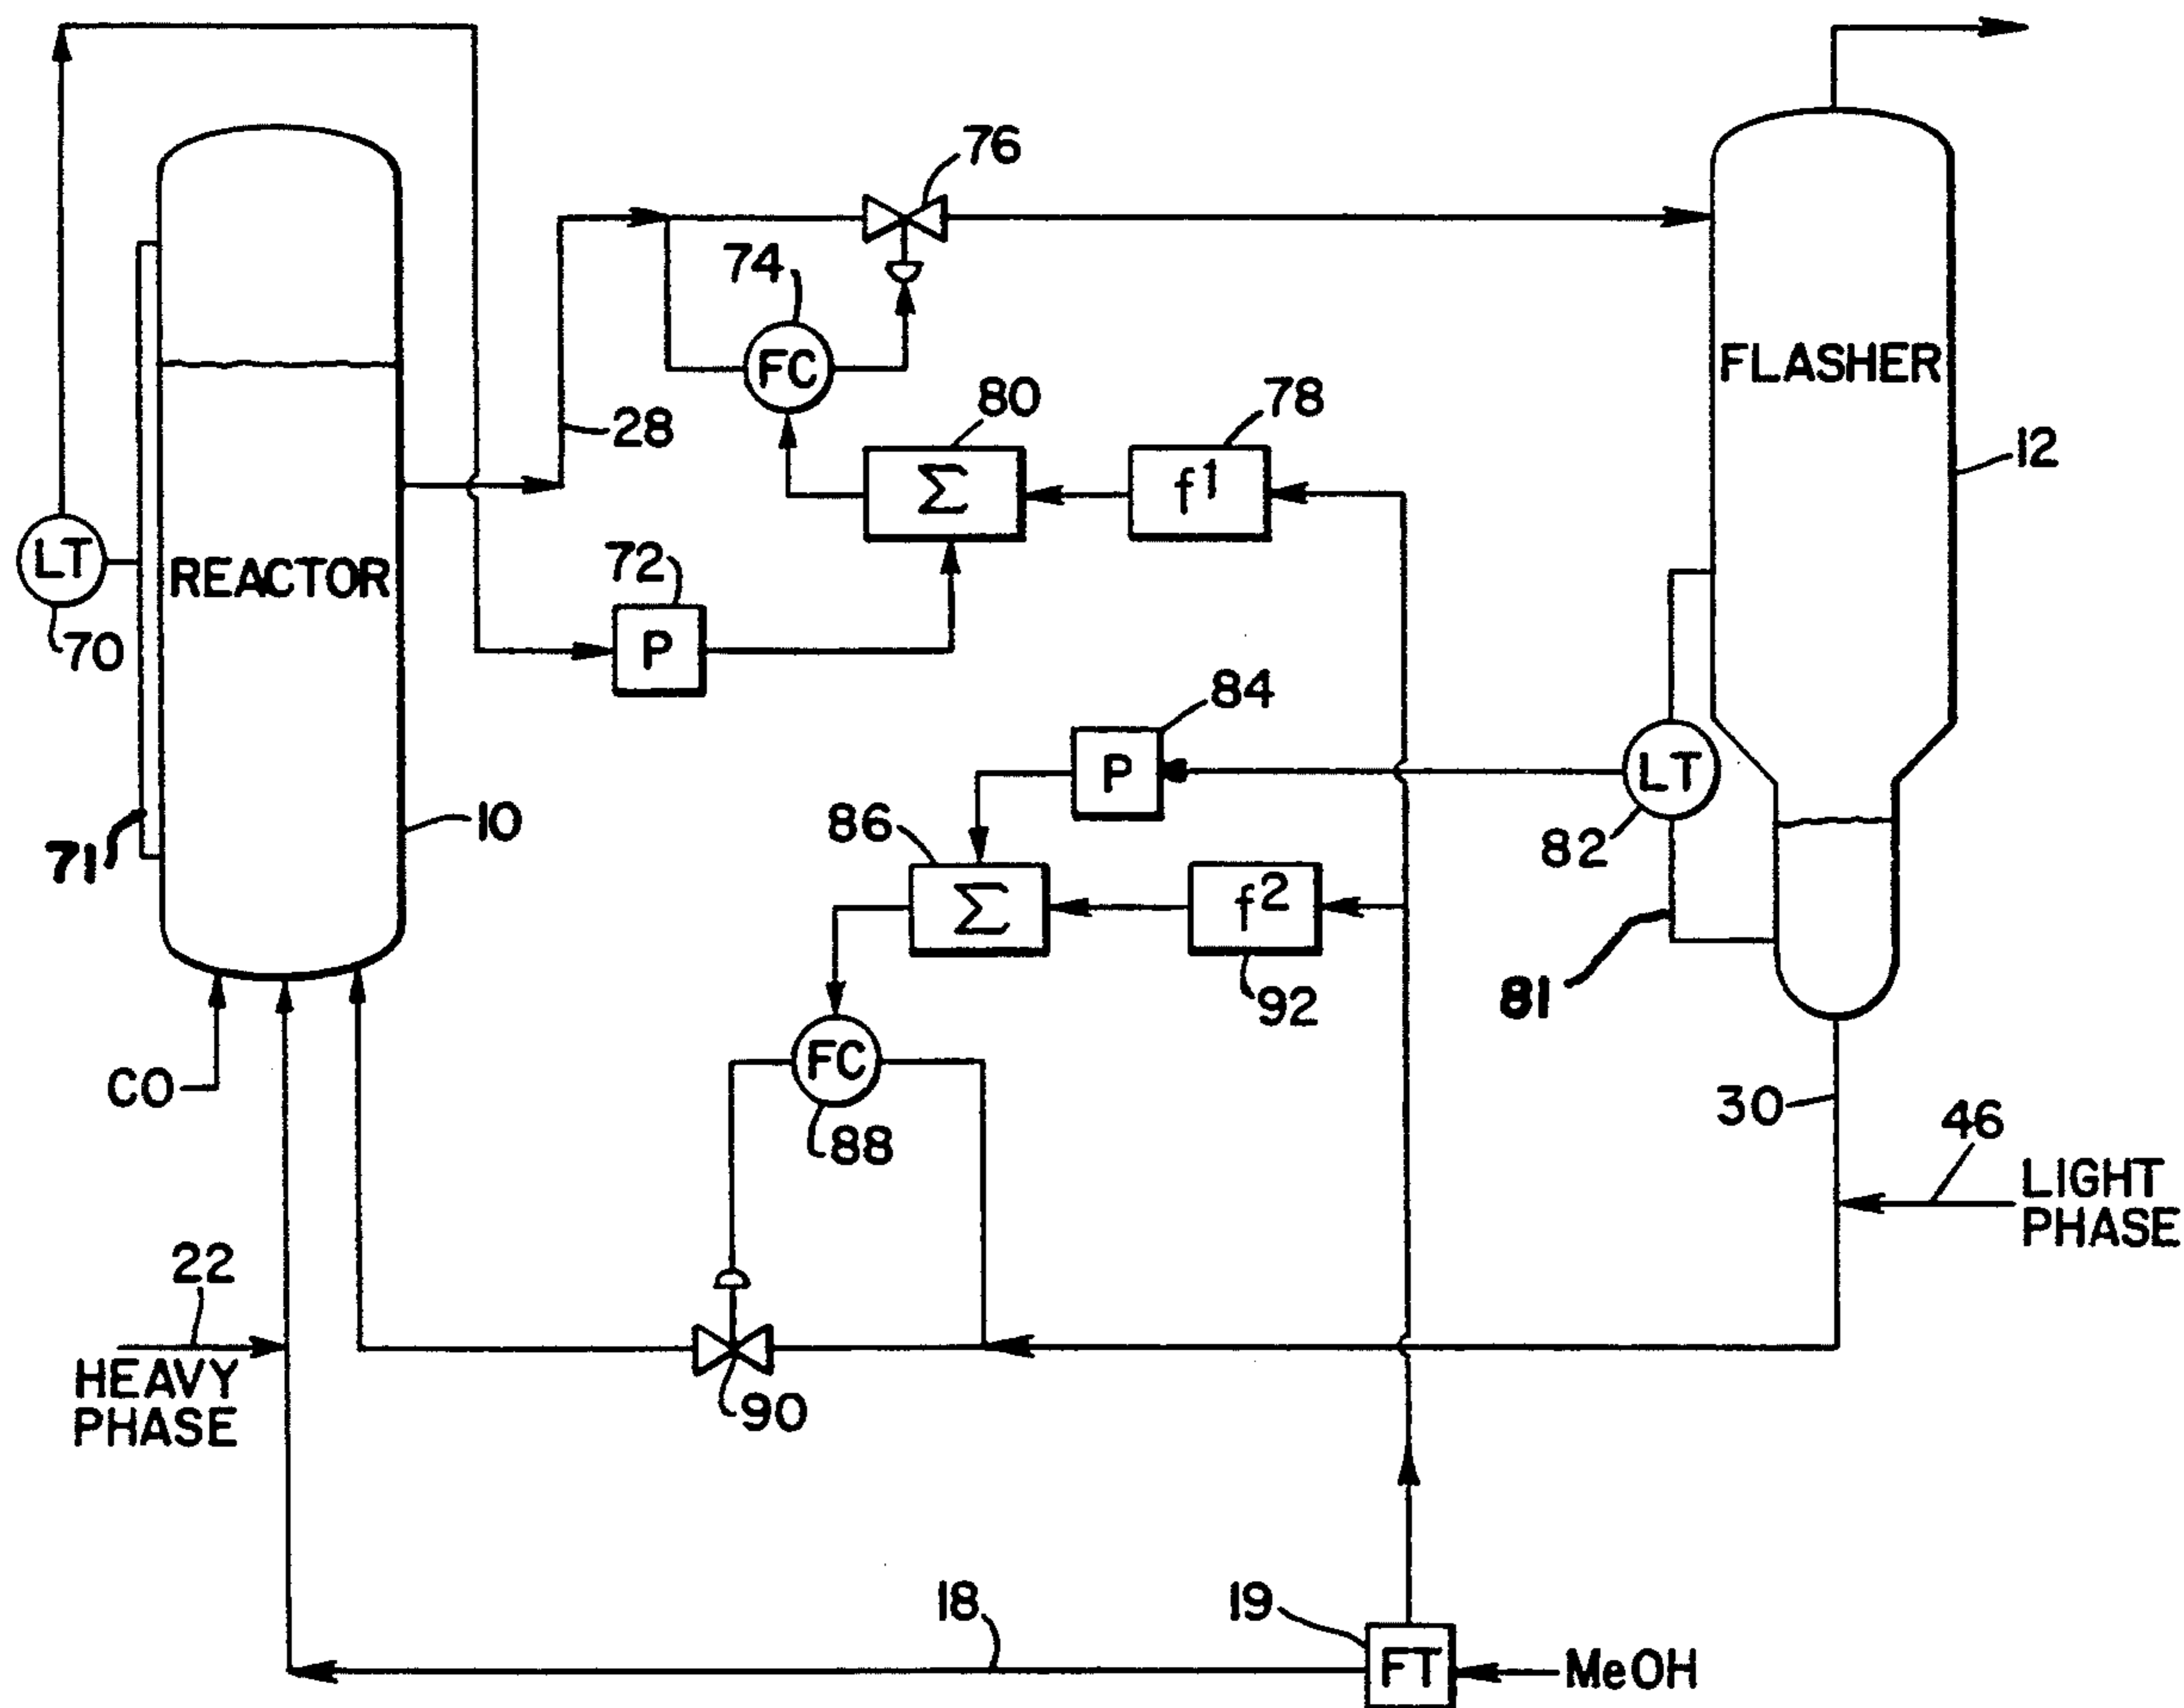 76
74
FC
FLASHER
80
78
28
Σ
f1
12
LT
REACTOR
72
70
P
84
P
LT
86
82
10
71
Σ
f2
81
92
CO
FC
30
46
88
LIGHT
PHASE
22
HEAVY
PHASE
90
18
19
FT
MeOH